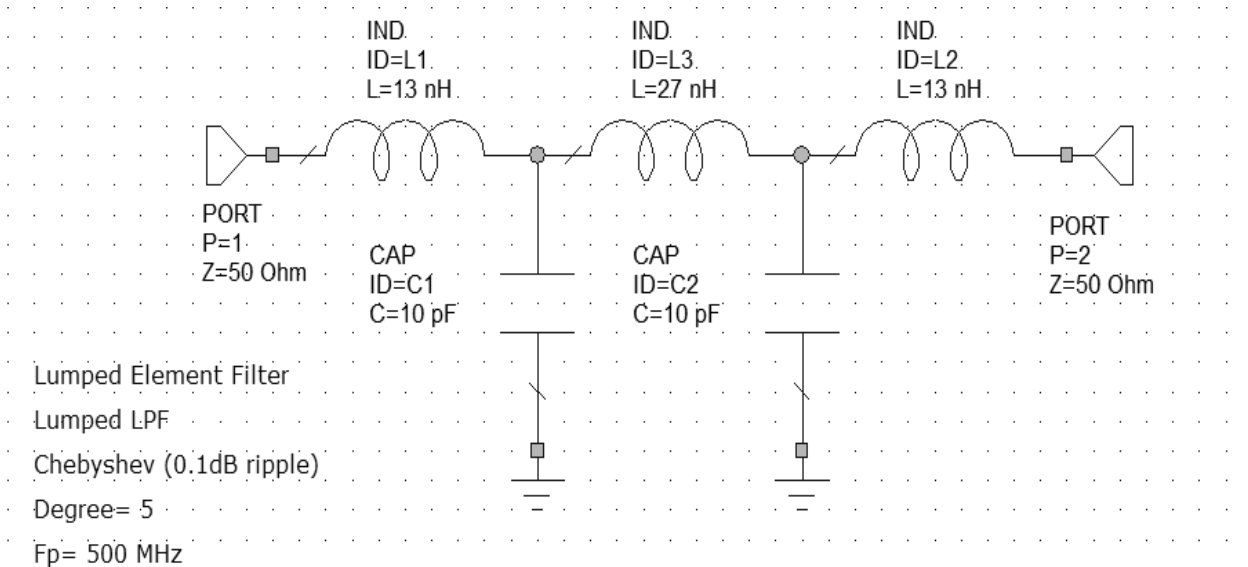 IND
ID=L1
L=13 nH
IND
ID=L3
L=27 nH
IND
ID=L2
L=13 nH
PORT
P=1
Z=50 Ohm
CAP
ID=C1
C=10 pF
CAP
ID=C2
C=10 pF
PORT
P=2
Z=50 Ohm
Lumped Element Filter
Lumped LPF
Chebyshev (0.1dB ripple)
Degree= 5
Fp= 500 MHz